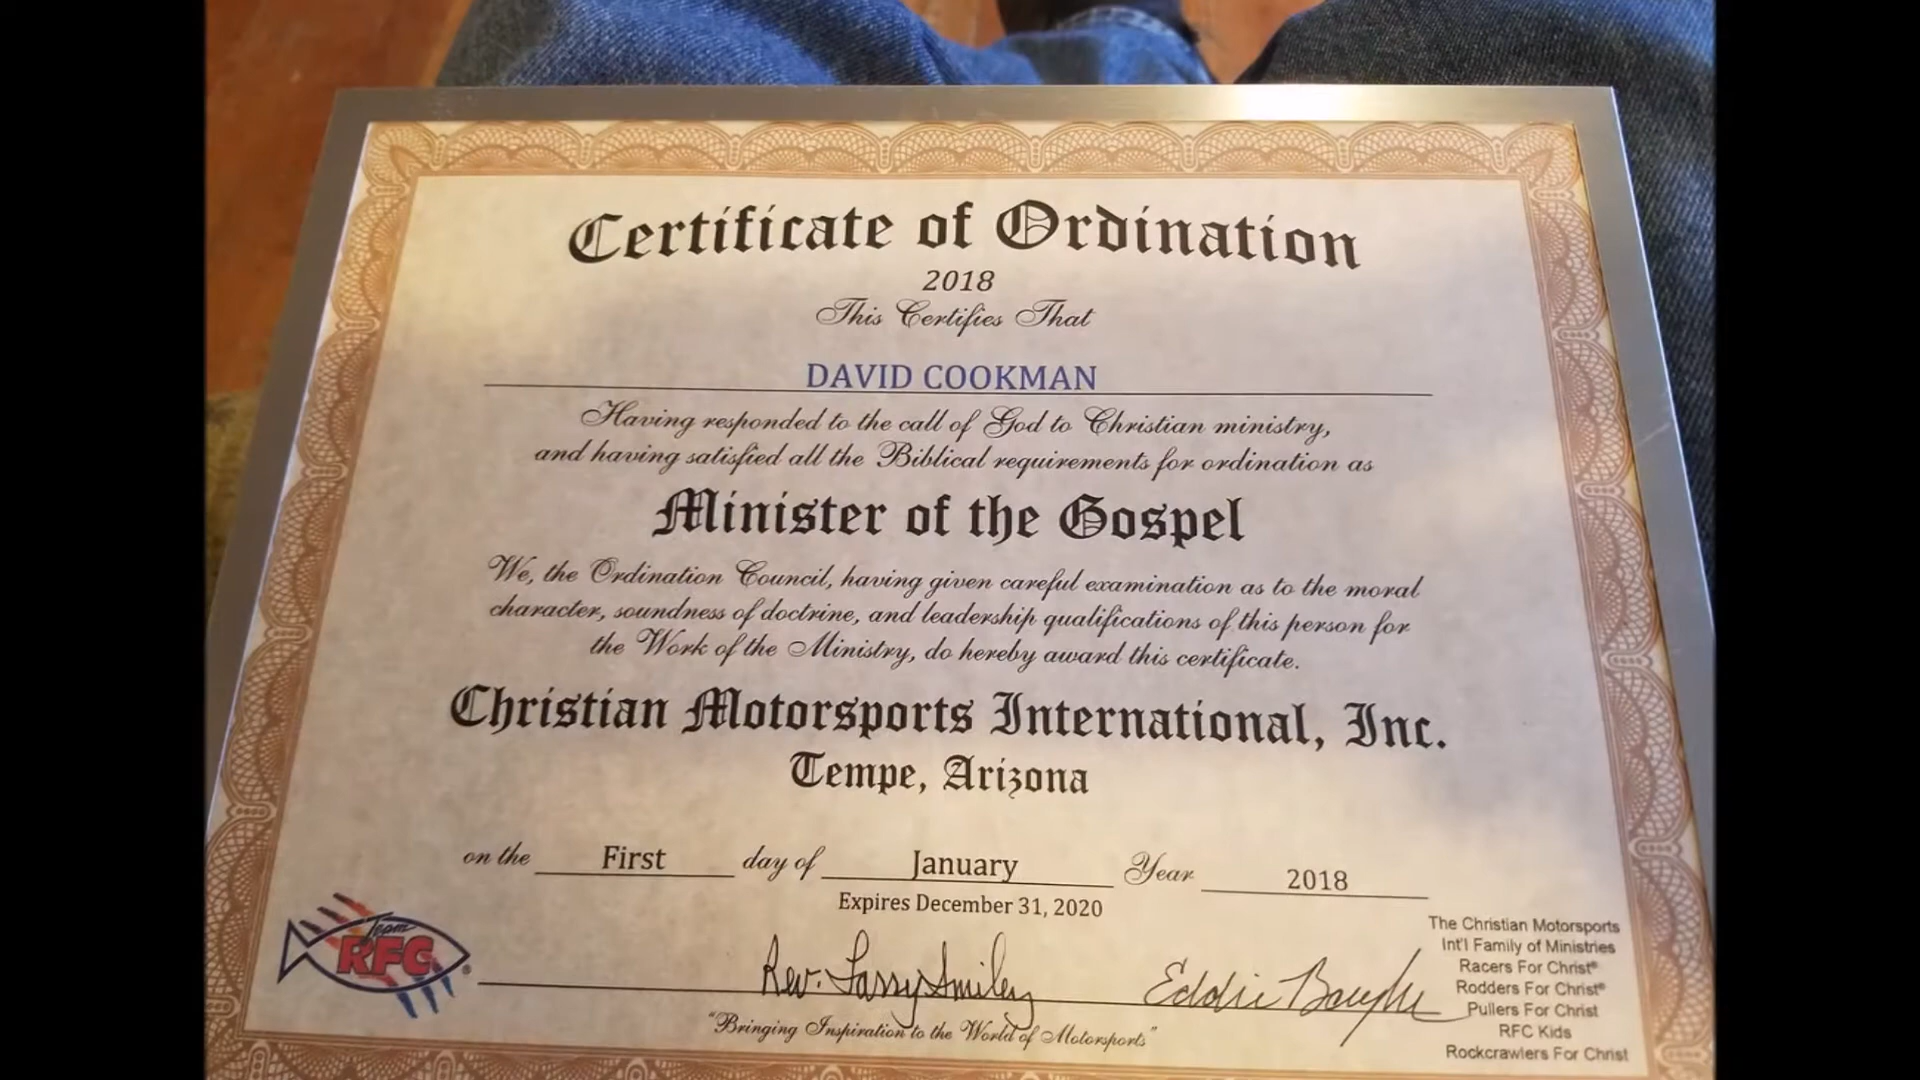 Certificate of Ordination
2018
This Certifies That
DAVID COOKMAN
Having responded to the call of God to Christian ministry,
and having satisfied all the Biblical requirements for ordination as
Minister of the Gospel
We, the Ordination Council, having given careful examination as to the moral
character, soundness of doctrine, and leadership qualifications of this person for
the Work of the Ministry, do hereby award this certificate.
Christian Motorsports International, Inc.
Tempe, Arizona
on the First day of January Year 2018
Expires December 31, 2020
Team
RFC®
Rev. Larry Smiley
Eddie
"Bringing Inspiration to the World of Motorsports"
The Christian Motorsports
Int'l Family of Ministries
Racers For Christ®
Rodders For Christ®
Pullers For Christ
RFC Kids
Rockcrawlers For Christ